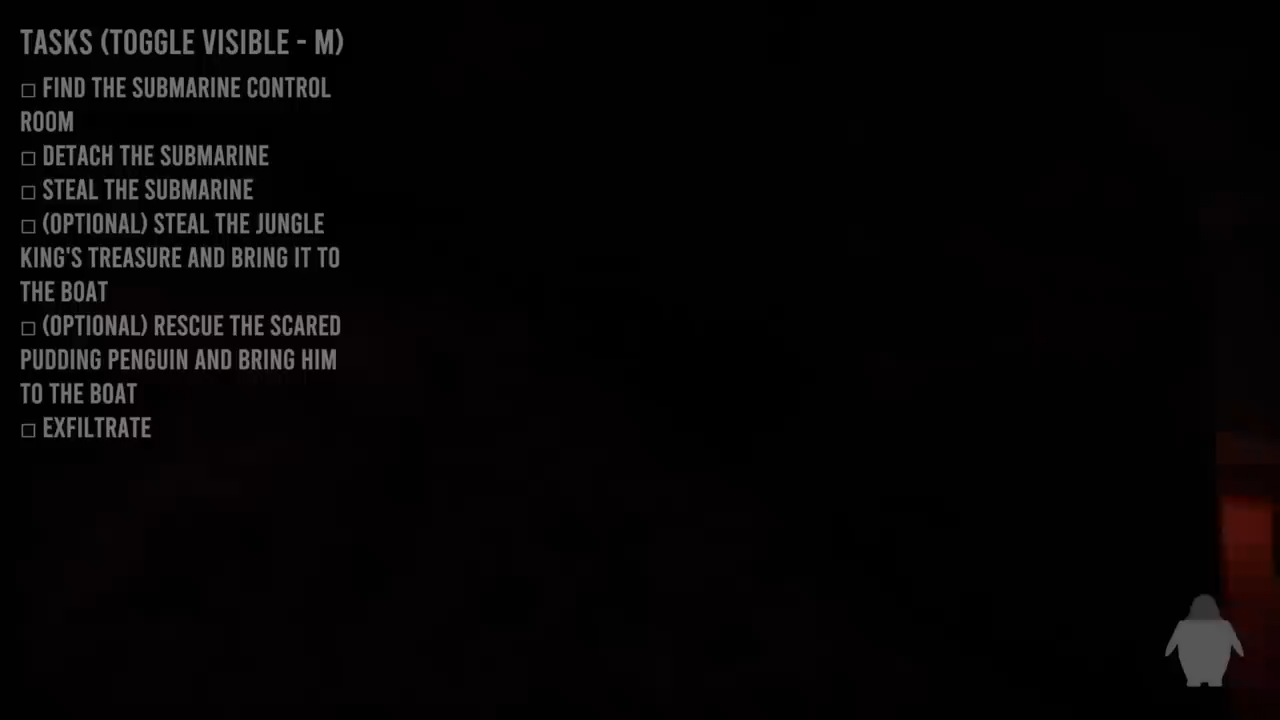 TASKS (TOGGLE VISIBLE - M)
□ FIND THE SUBMARINE CONTROL
ROOM
□ DETACH THE SUBMARINE
□ STEAL THE SUBMARINE
□ (OPTIONAL) STEAL THE JUNGLE
KING'S TREASURE AND BRING IT TO
THE BOAT
□ (OPTIONAL) RESCUE THE SCARED
PUDDING PENGUIN AND BRING HIM
TO THE BOAT
□ EXFILTRATE